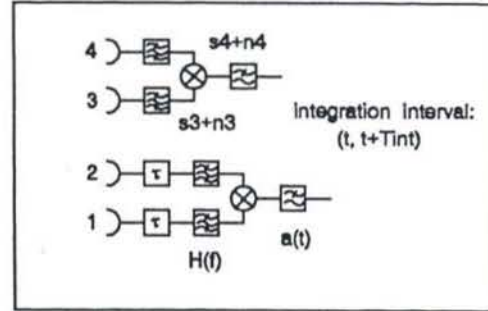 4
s4+n4
3
s3+n3
integration interval:
(t, t+Tint)
2
τ
1
τ
H(f)
a(t)